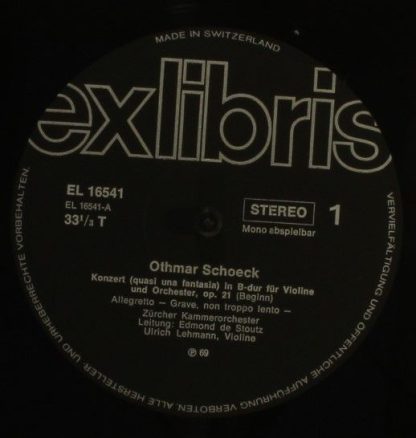 MADE IN SWITZERLAND
exlibris
EL 16541
EL 16541-A
33¹/₃ T
STEREO 1
Mono abspielbar
Othmar Schoeck
Konzert (quasi una fantasia) in B-dur für Violine
und Orchester, op. 21 (Beginn)
Allegretto — Grave, non troppo lento —
Zürcher Kammerorchester
Leitung: Edmond de Stoutz
Ulrich Lehmann, Violine
℗ 69
ALLE HERSTELLER- UND URHEBERRECHTE VORBEHALTEN.
VERVIELFÄLTIGUNG UND ÖFFENTLICHE AUFFÜHRUNG VERBOTEN.